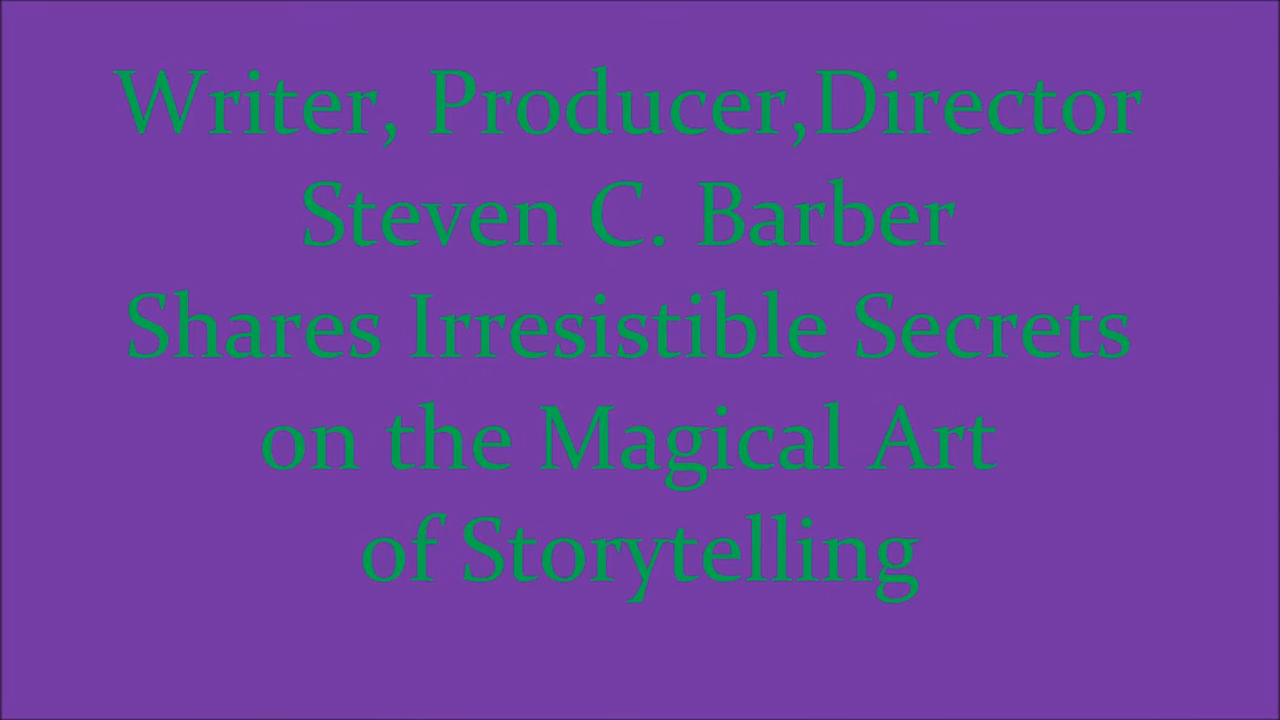 Writer, Producer,Director
Steven C. Barber
Shares Irresistible Secrets
on the Magical Art
of Storytelling